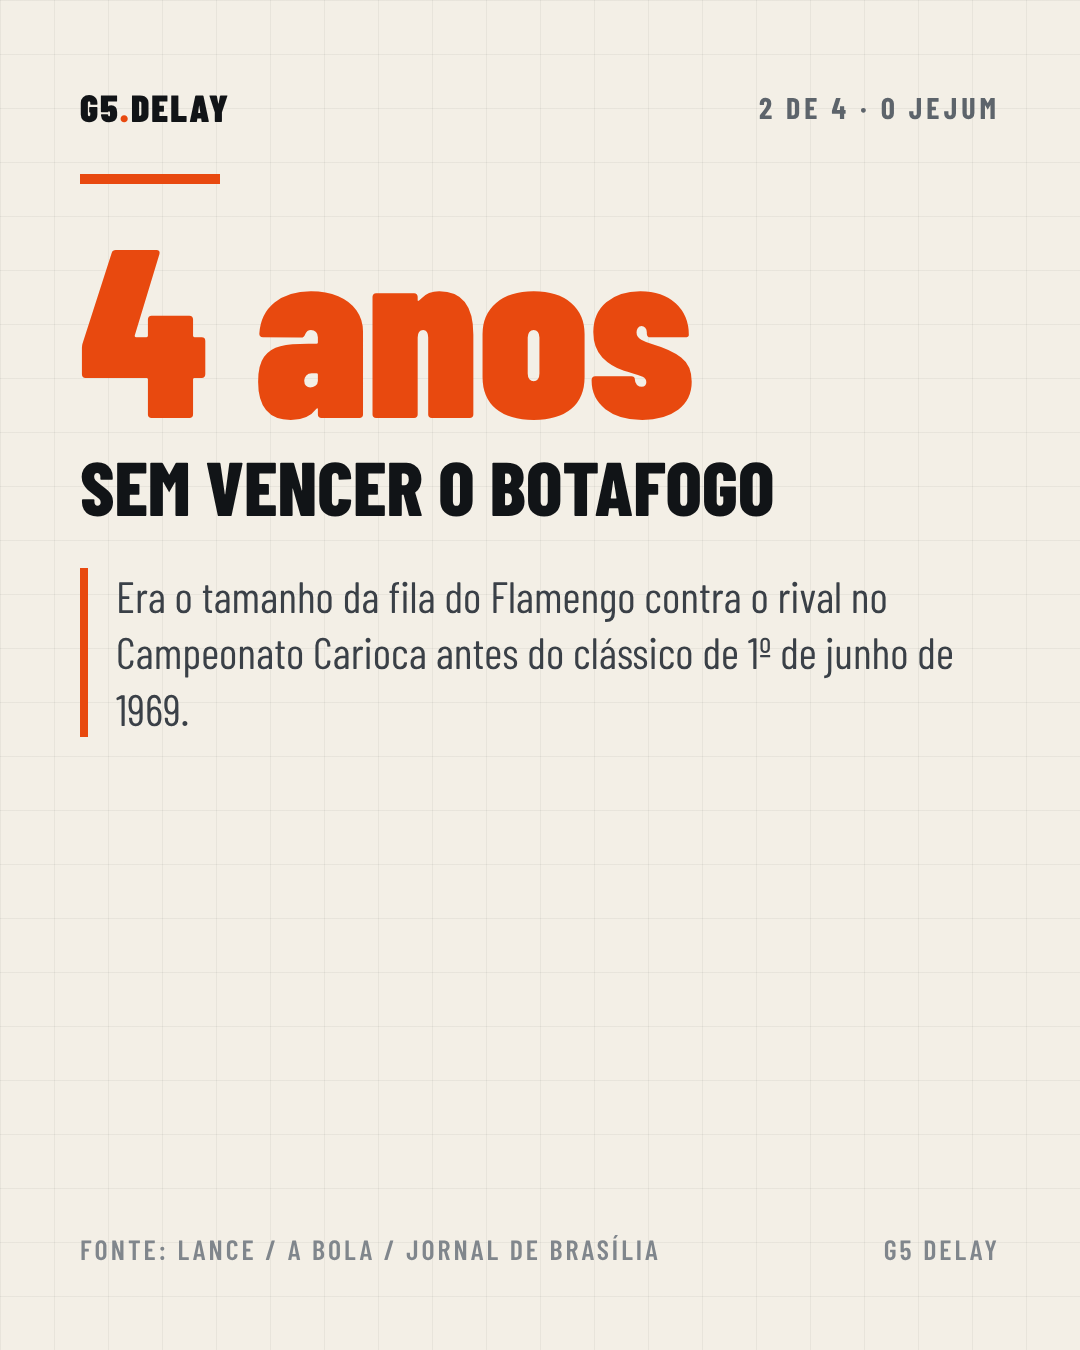 G5.DELAY
2 DE 4 · O JEJUM
4 anos
SEM VENCER O BOTAFOGO
Era o tamanho da fila do Flamengo contra o rival no
Campeonato Carioca antes do clássico de 1º de junho de
1969.
FONTE: LANCE / A BOLA / JORNAL DE BRASÍLIA
G5 DELAY